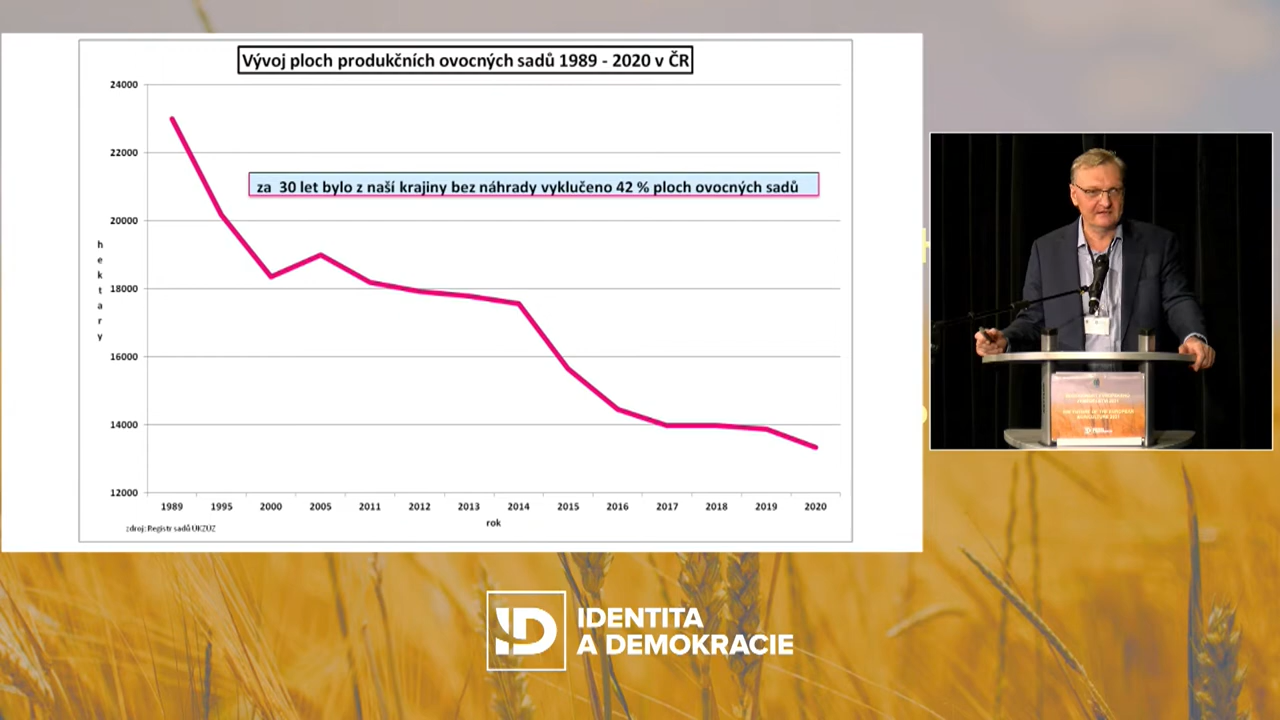 Vývoj ploch produkčních ovocných sadů 1989 - 2020 v ČR
24000
22000
20000
18000
16000
14000
12000
hektary
za 30 let bylo z naší krajiny bez náhrady vyklučeno 42 % ploch ovocných sadů
1989 1995 2000 2005 2011 2012 2013 2014 2015 2016 2017 2018 2019 2020
rok
zdroj: Registr sadů ÚKZÚZ
ID
IDENTITA
A DEMOKRACIE